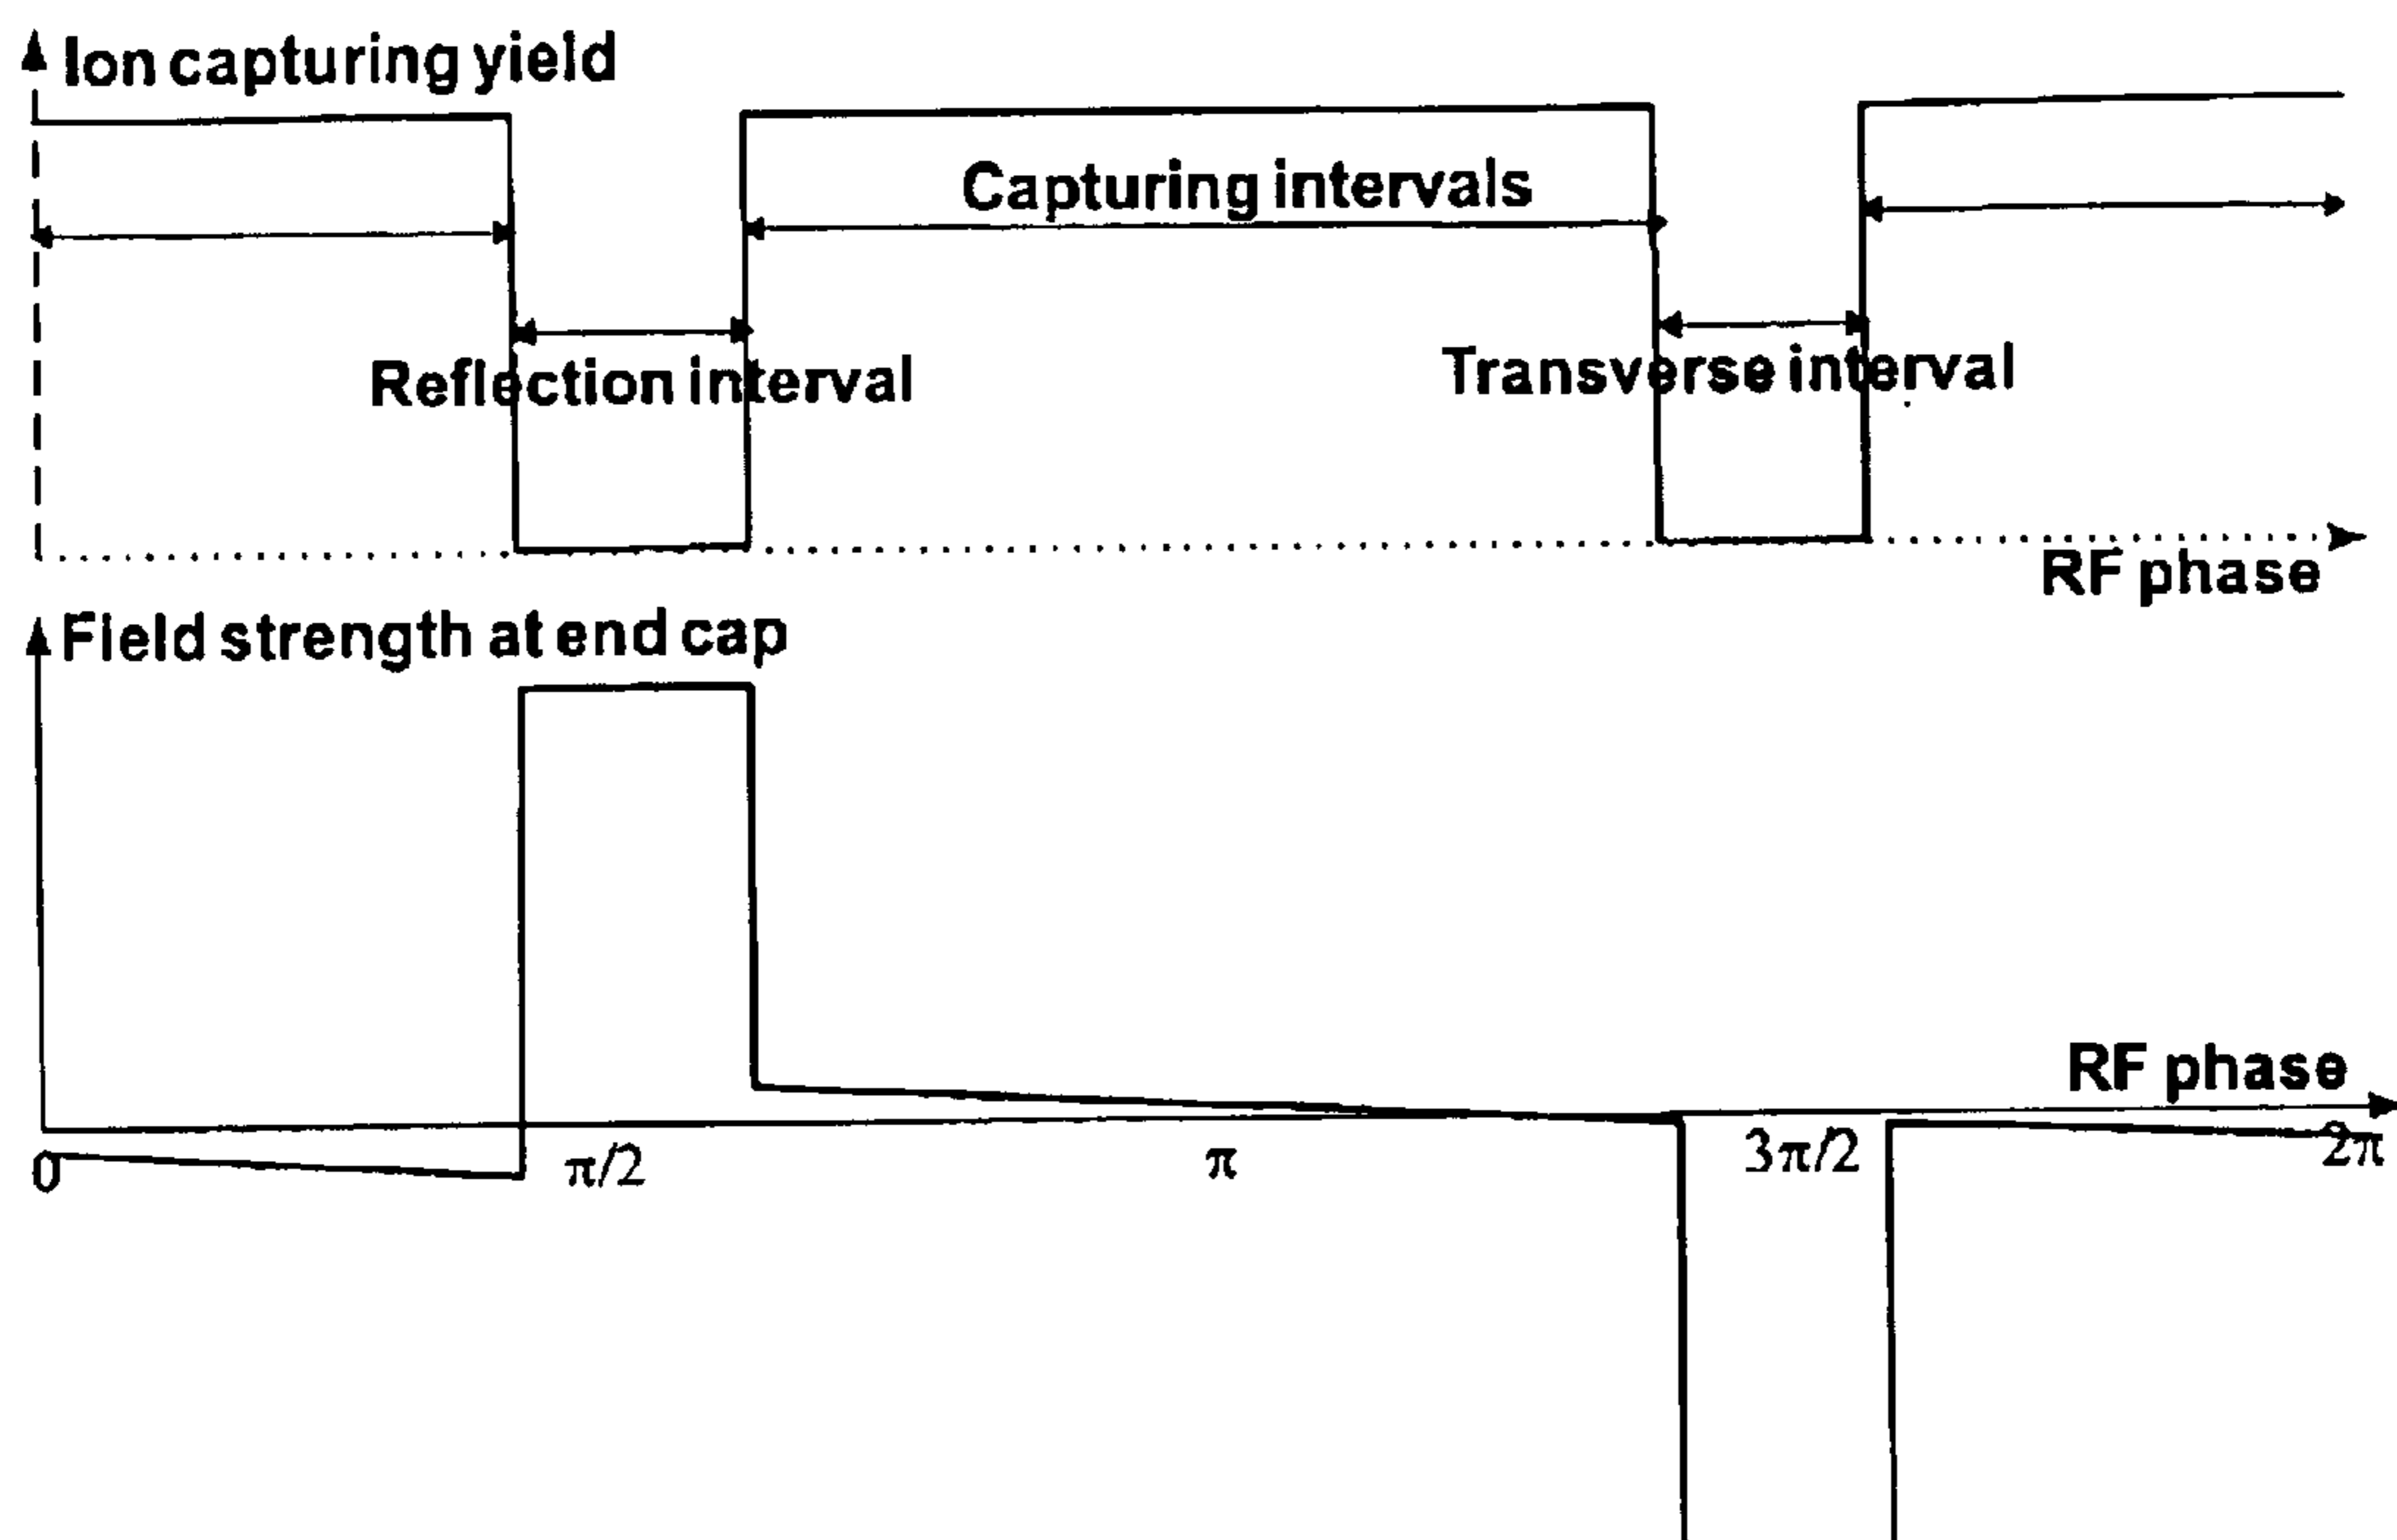 Ion capturing yield
Capturing intervals
Reflection interval
Transverse interval
RF phase
Field strength at end cap
RF phase
0
π/2
π
3π/2
2π